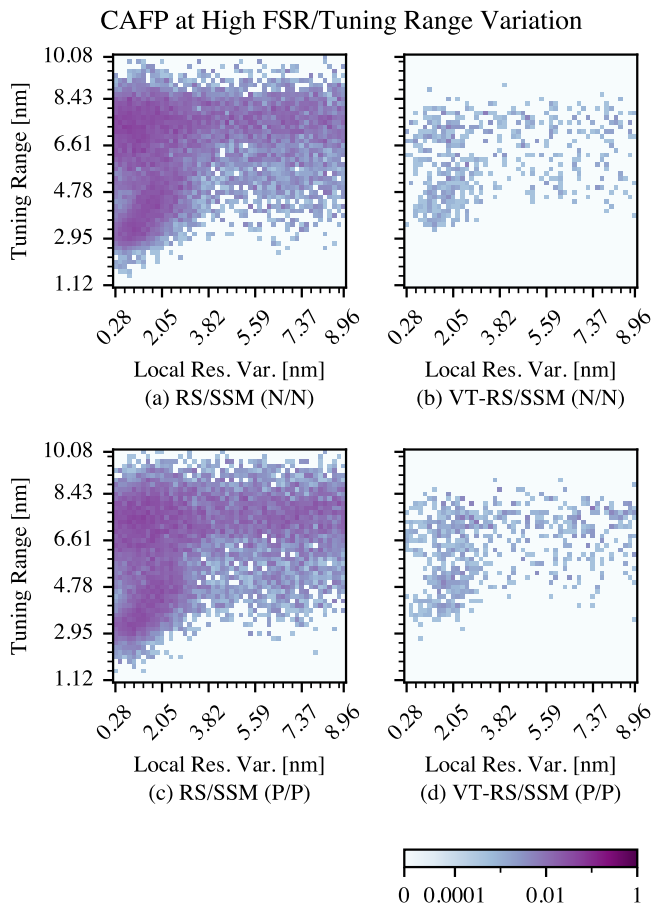 CAFP at High FSR/Tuning Range Variation
Tuning Range [nm]
10.08
8.43
6.61
4.78
2.95
1.12
0.28 2.05 3.82 5.59 7.37 8.96
0.28 2.05 3.82 5.59 7.37 8.96
Local Res. Var. [nm]
Local Res. Var. [nm]
(a) RS/SSM (N/N)
(b) VT-RS/SSM (N/N)
Tuning Range [nm]
10.08
8.43
6.61
4.78
2.95
1.12
0.28 2.05 3.82 5.59 7.37 8.96
0.28 2.05 3.82 5.59 7.37 8.96
Local Res. Var. [nm]
Local Res. Var. [nm]
(c) RS/SSM (P/P)
(d) VT-RS/SSM (P/P)
0 0.0001 0.01 1